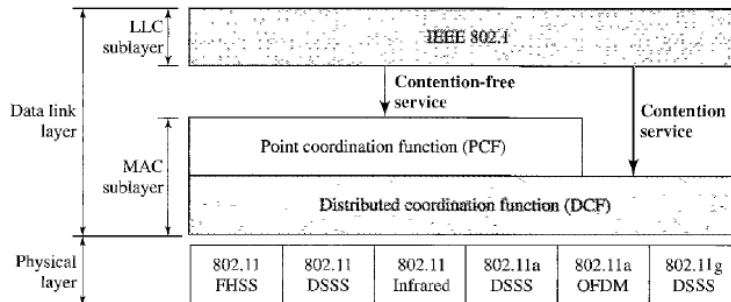 LLC
sublayer
IEEE 802.1
Contention-free
service
Contention
service
Data link
layer
MAC
sublayer
Point coordination function (PCF)
Distributed coordination function (DCF)
Physical
layer
802.11
FHSS
802.11
DSSS
802.11
Infrared
802.11a
DSSS
802.11a
OFDM
802.11g
DSSS